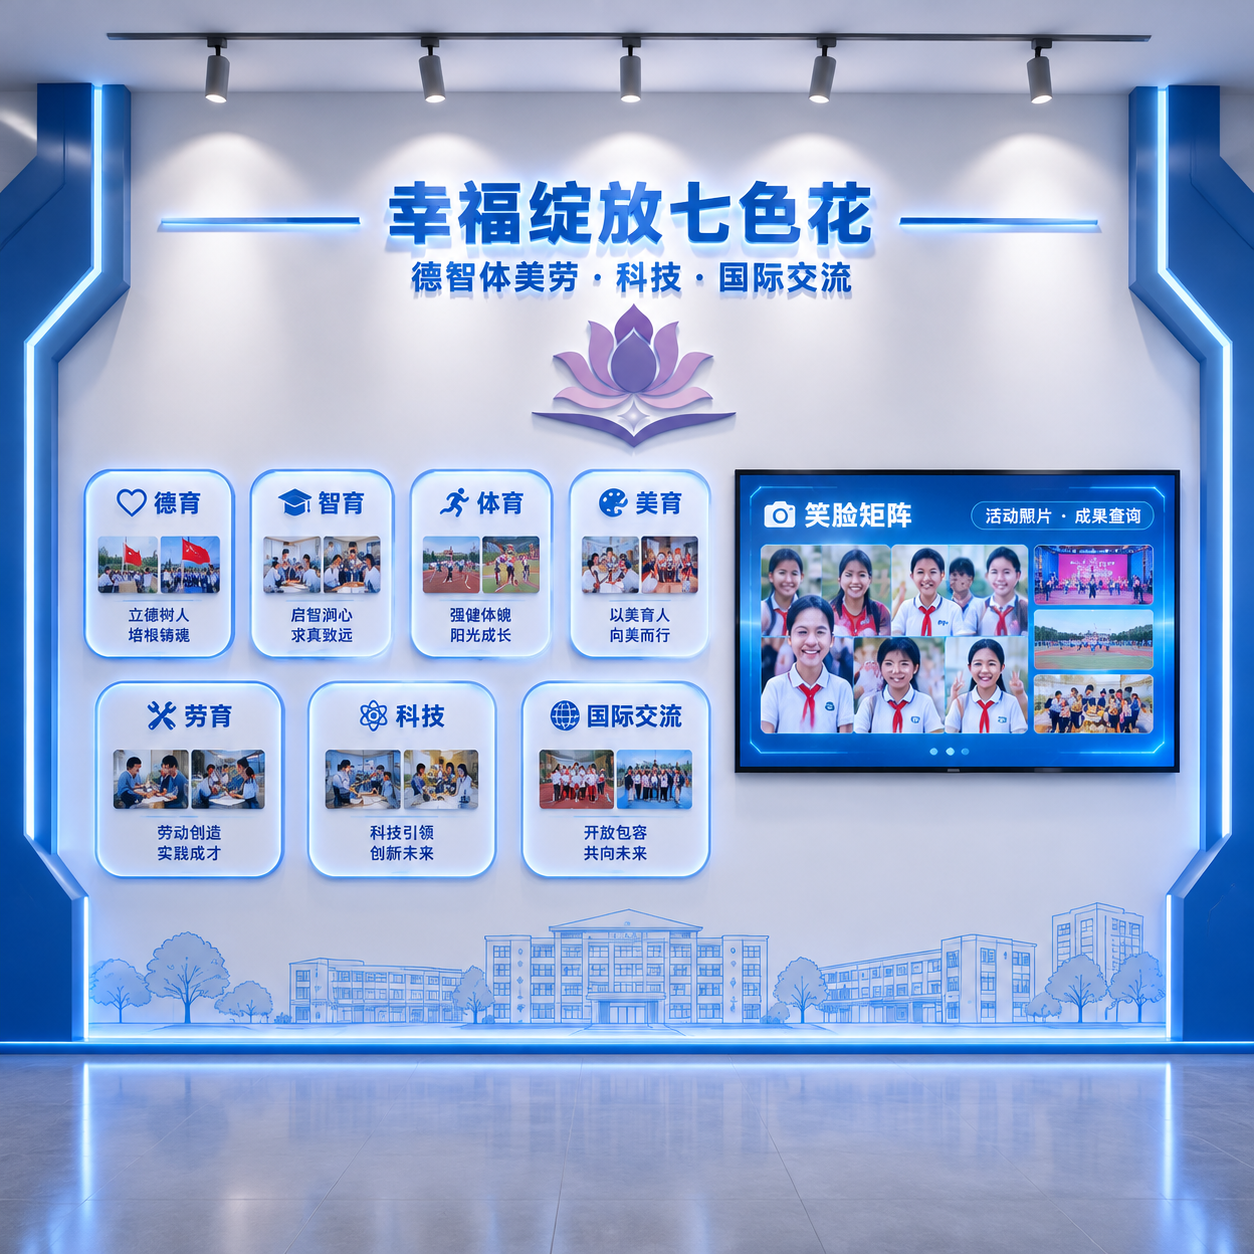 幸福绽放七色花
德智体美劳·科技·国际交流
德育
立德树人
培根铸魂
智育
启智润心
求真致远
体育
强健体魄
阳光成长
美育
以美育人
向美而行
笑脸矩阵
活动照片·成果查询
劳育
劳动创造
实践成才
科技
科技引领
创新未来
国际交流
开放包容
共向未来